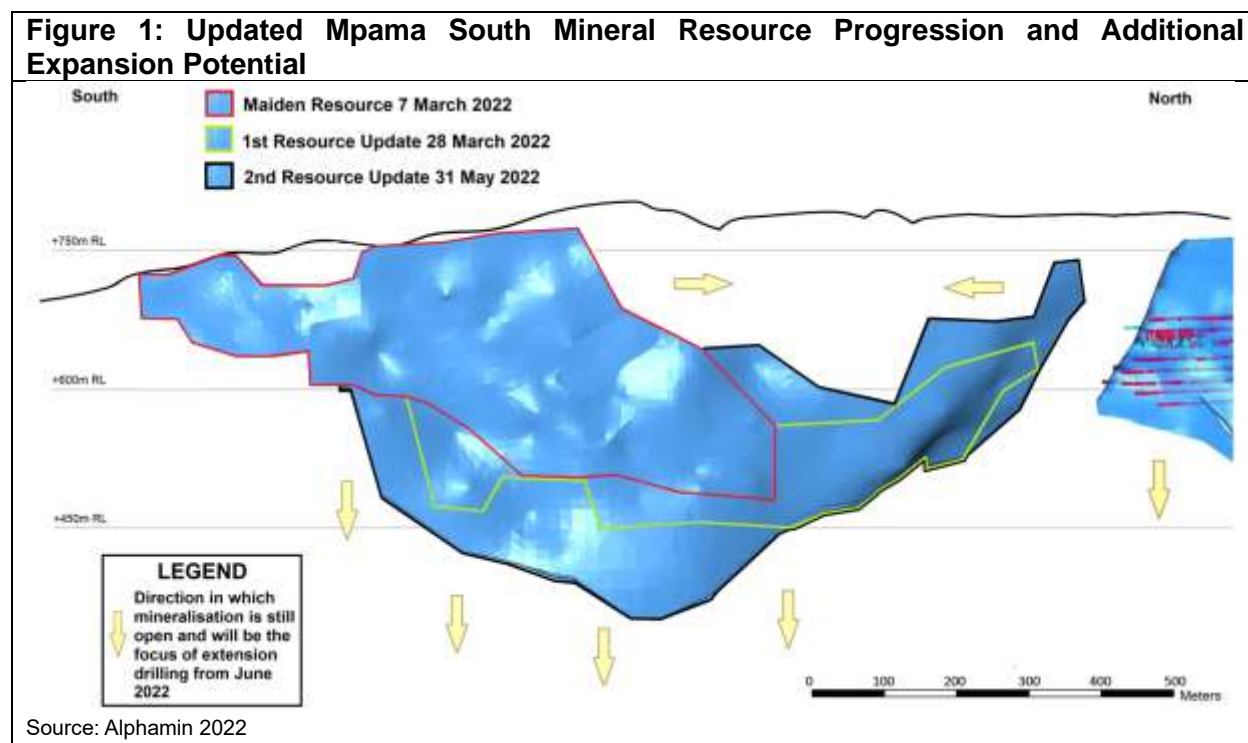 Figure 1: Updated Mpama South Mineral Resource Progression and Additional
Expansion Potential
South
North
Maiden Resource 7 March 2022
1st Resource Update 28 March 2022
2nd Resource Update 31 May 2022
+750m RL
+600m RL
+450m RL
LEGEND
Direction in which
mineralisation is still
open and will be the
focus of extension
drilling from June
2022
0 100 200 300 400 500
Meters
Source: Alphamin 2022